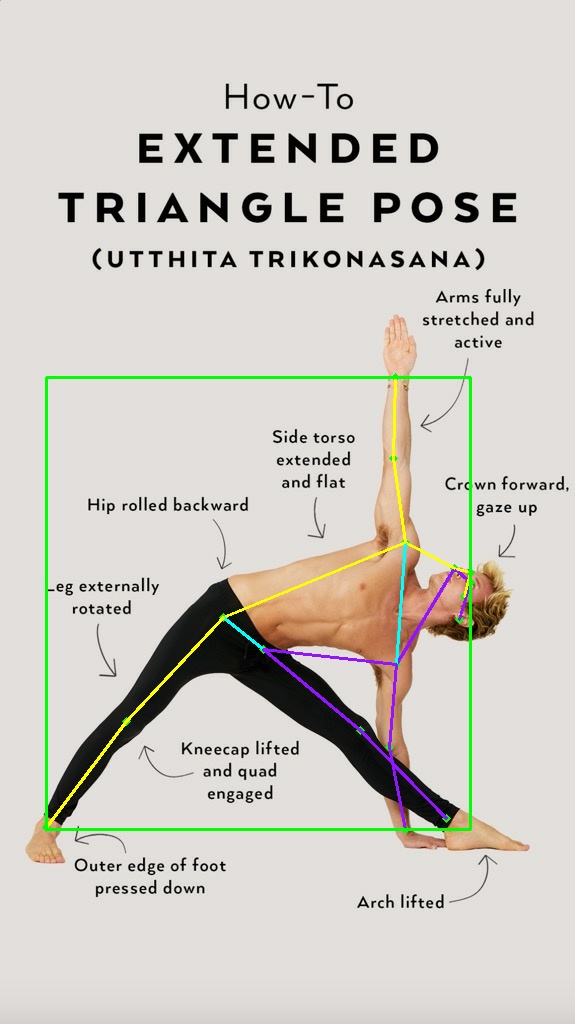 How-To
EXTENDED
TRIANGLE POSE
(UTTHITA TRIKONASANA)
Arms fully
stretched and
active
Side torso
extended
and flat
Crown forward,
gaze up
Hip rolled backward
Leg externally
rotated
Kneecap lifted
and quad
engaged
Outer edge of foot
pressed down
Arch lifted